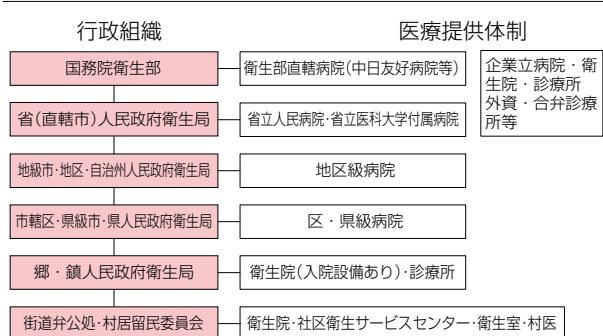 行政組織
医療提供体制
国務院衛生部
衛生部直轄病院(中日友好病院等)
企業立病院・衛
生院・診療所
外資・合弁診療
所等
省(直轄市)人民政府衛生局
省立人民病院・省立医科大学付属病院
地級市・地区・自治州人民政府衛生局
地区級病院
市轄区・県級市・県人民政府衛生局
区・県級病院
郷・鎮人民政府衛生局
衛生院(入院設備あり)・診療所
街道弁公処・村居留民委員会
衛生院・社区衛生サービスセンター・衛生室・村医